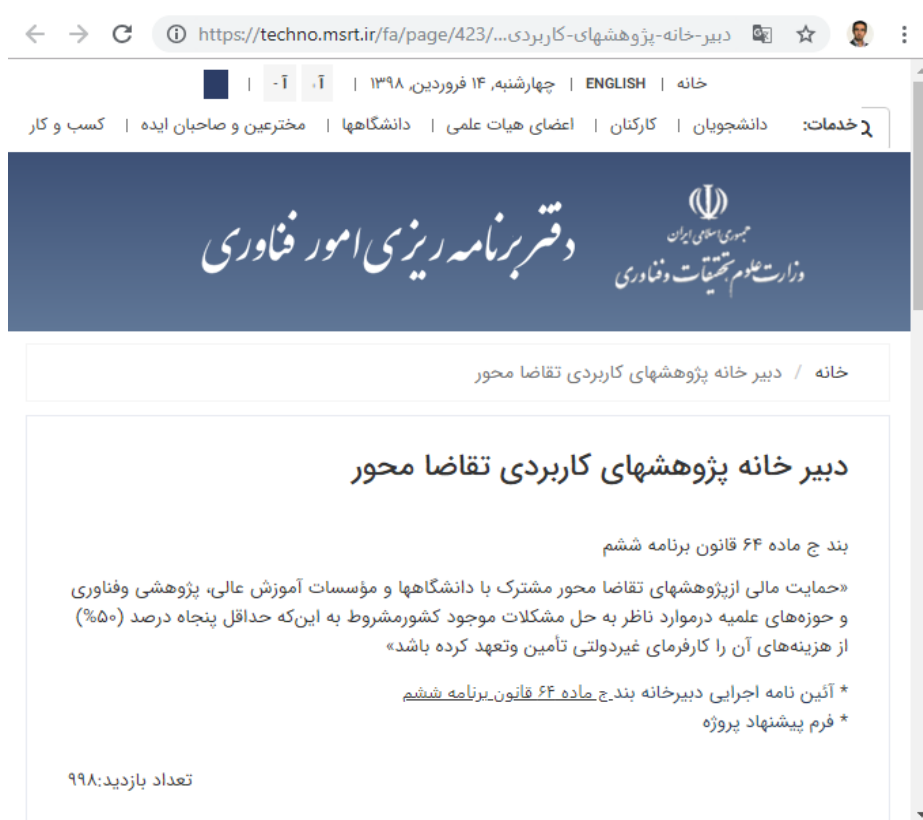 https://techno.msrt.ir/fa/page/423/...دبیر-خانه-پژوهشهای-کاربردی
خانه | ENGLISH | چهارشنبه, ۱۴ فروردین, ۱۳۹۸ | آ+ آ- |
خدمات: دانشجویان | کارکنان | اعضای هیات علمی | دانشگاهها | مخترعین و صاحبان ایده | کسب و کار
جمهوری اسلامی ایران
وزارت علوم تحقیقات و فناوری
دفتر برنامه ریزی امور فناوری
خانه / دبیر خانه پژوهشهای کاربردی تقاضا محور
دبیر خانه پژوهشهای کاربردی تقاضا محور
بند ج ماده ۶۴ قانون برنامه ششم
«حمایت مالی ازپژوهشهای تقاضا محور مشترک با دانشگاهها و مؤسسات آموزش عالی، پژوهشی وفناوری
و حوزه‌های علمیه درموارد ناظر به حل مشکلات موجود کشورمشروط به این‌که حداقل پنجاه درصد (۵۰%)
از هزینه‌های آن را کارفرمای غیردولتی تأمین وتعهد کرده باشد»
* آئین نامه اجرایی دبیرخانه بند ج ماده ۶۴ قانون برنامه ششم
* فرم پیشنهاد پروژه
تعداد بازدید:۹۹۸